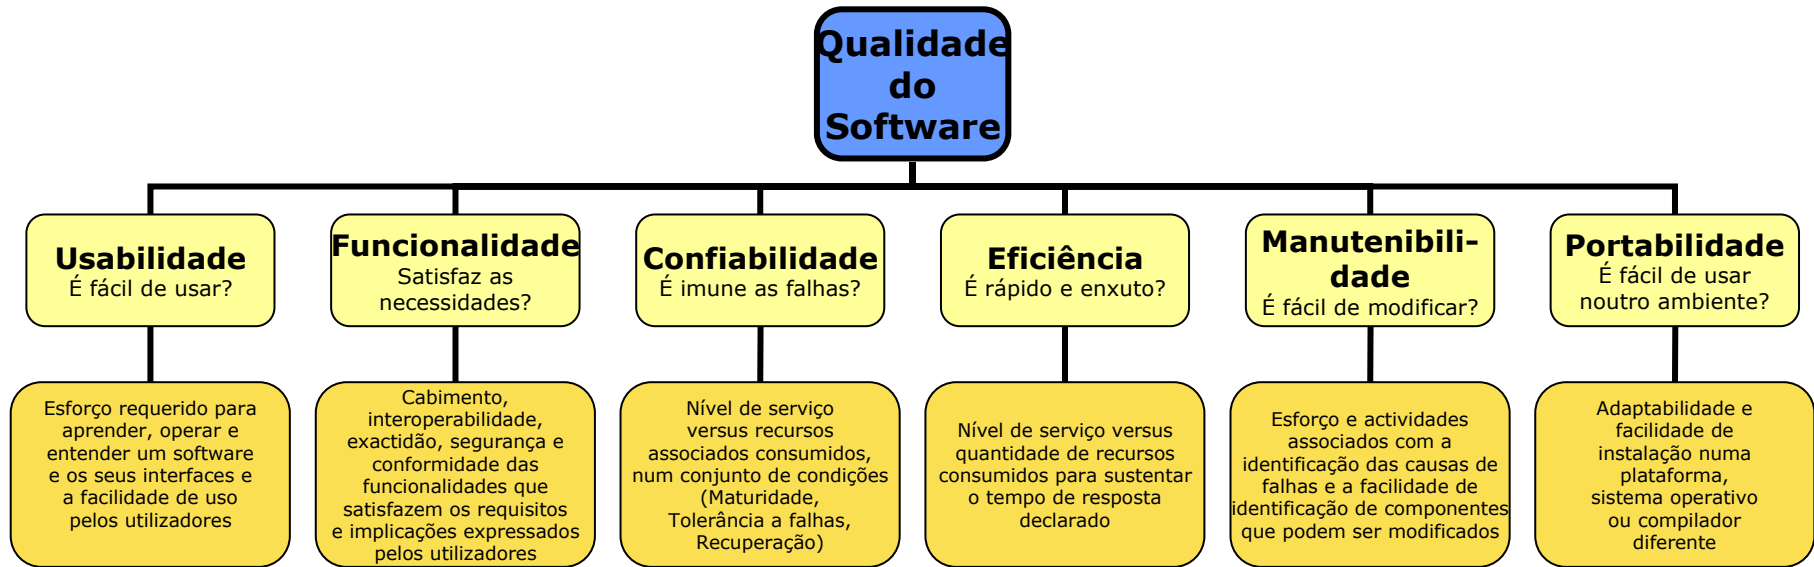 Qualidade
do
Software
Usabilidade
É fácil de usar?
Funcionalidade
Satisfaz as
necessidades?
Confiabilidade
É imune as falhas?
Eficiência
É rápido e enxuto?
Manutenibili-
dade
É fácil de modificar?
Portabilidade
É fácil de usar
noutro ambiente?
Esforço requerido para
aprender, operar e
entender um software
e os seus interfaces e
a facilidade de uso
pelos utilizadores
Cabimento,
interoperabilidade,
exactidão, segurança e
conformidade das
funcionalidades que
satisfazem os requisitos
e implicações expressados
pelos utilizadores
Nível de serviço
versus recursos
associados consumidos,
num conjunto de condições
(Maturidade,
Tolerância a falhas,
Recuperação)
Nível de serviço versus
quantidade de recursos
consumidos para sustentar
o tempo de resposta
declarado
Esforço e actividades
associados com a
identificação das causas de
falhas e a facilidade de
identificação de componentes
que podem ser modificados
Adaptabilidade e
facilidade de
instalação numa
plataforma,
sistema operativo
ou compilador
diferente